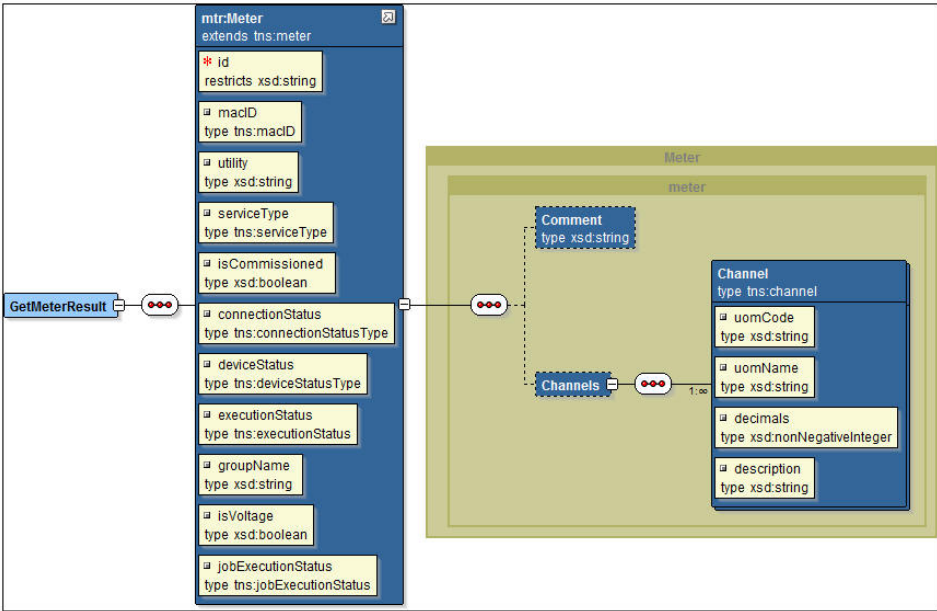 GetMeterResult
mtr:Meter
extends tns:meter
* id
restricts xsd:string
macID
type tns:macID
utility
type xsd:string
serviceType
type tns:serviceType
isCommissioned
type xsd:boolean
connectionStatus
type tns:connectionStatusType
deviceStatus
type tns:deviceStatusType
executionStatus
type tns:executionStatus
groupName
type xsd:string
isVoltage
type xsd:boolean
jobExecutionStatus
type tns:jobExecutionStatus
Meter
meter
Comment
type xsd:string
Channels
1:∞
Channel
type tns:channel
uomCode
type xsd:string
uomName
type xsd:string
decimals
type xsd:nonNegativeInteger
description
type xsd:string